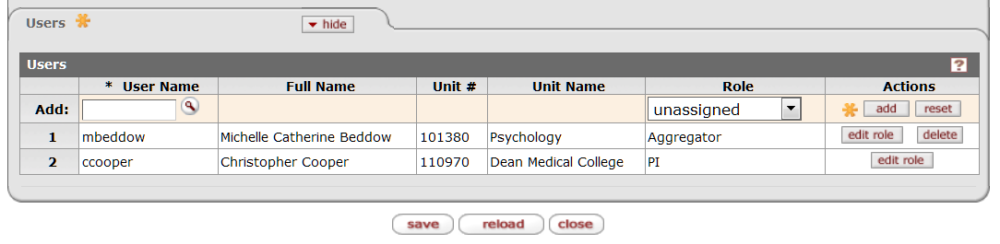 Users hide
Users ?
* User Name Full Name Unit # Unit Name Role Actions
Add: unassigned add reset
1 mbeddow Michelle Catherine Beddow 101380 Psychology Aggregator edit role delete
2 ccooper Christopher Cooper 110970 Dean Medical College PI edit role
save reload close